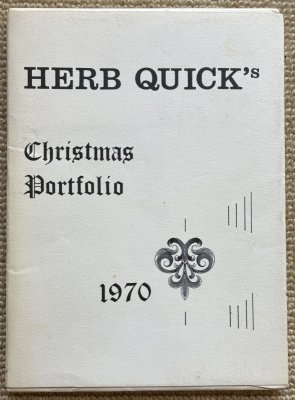 HERB QUICK's
Christmas
Portfolio
1970